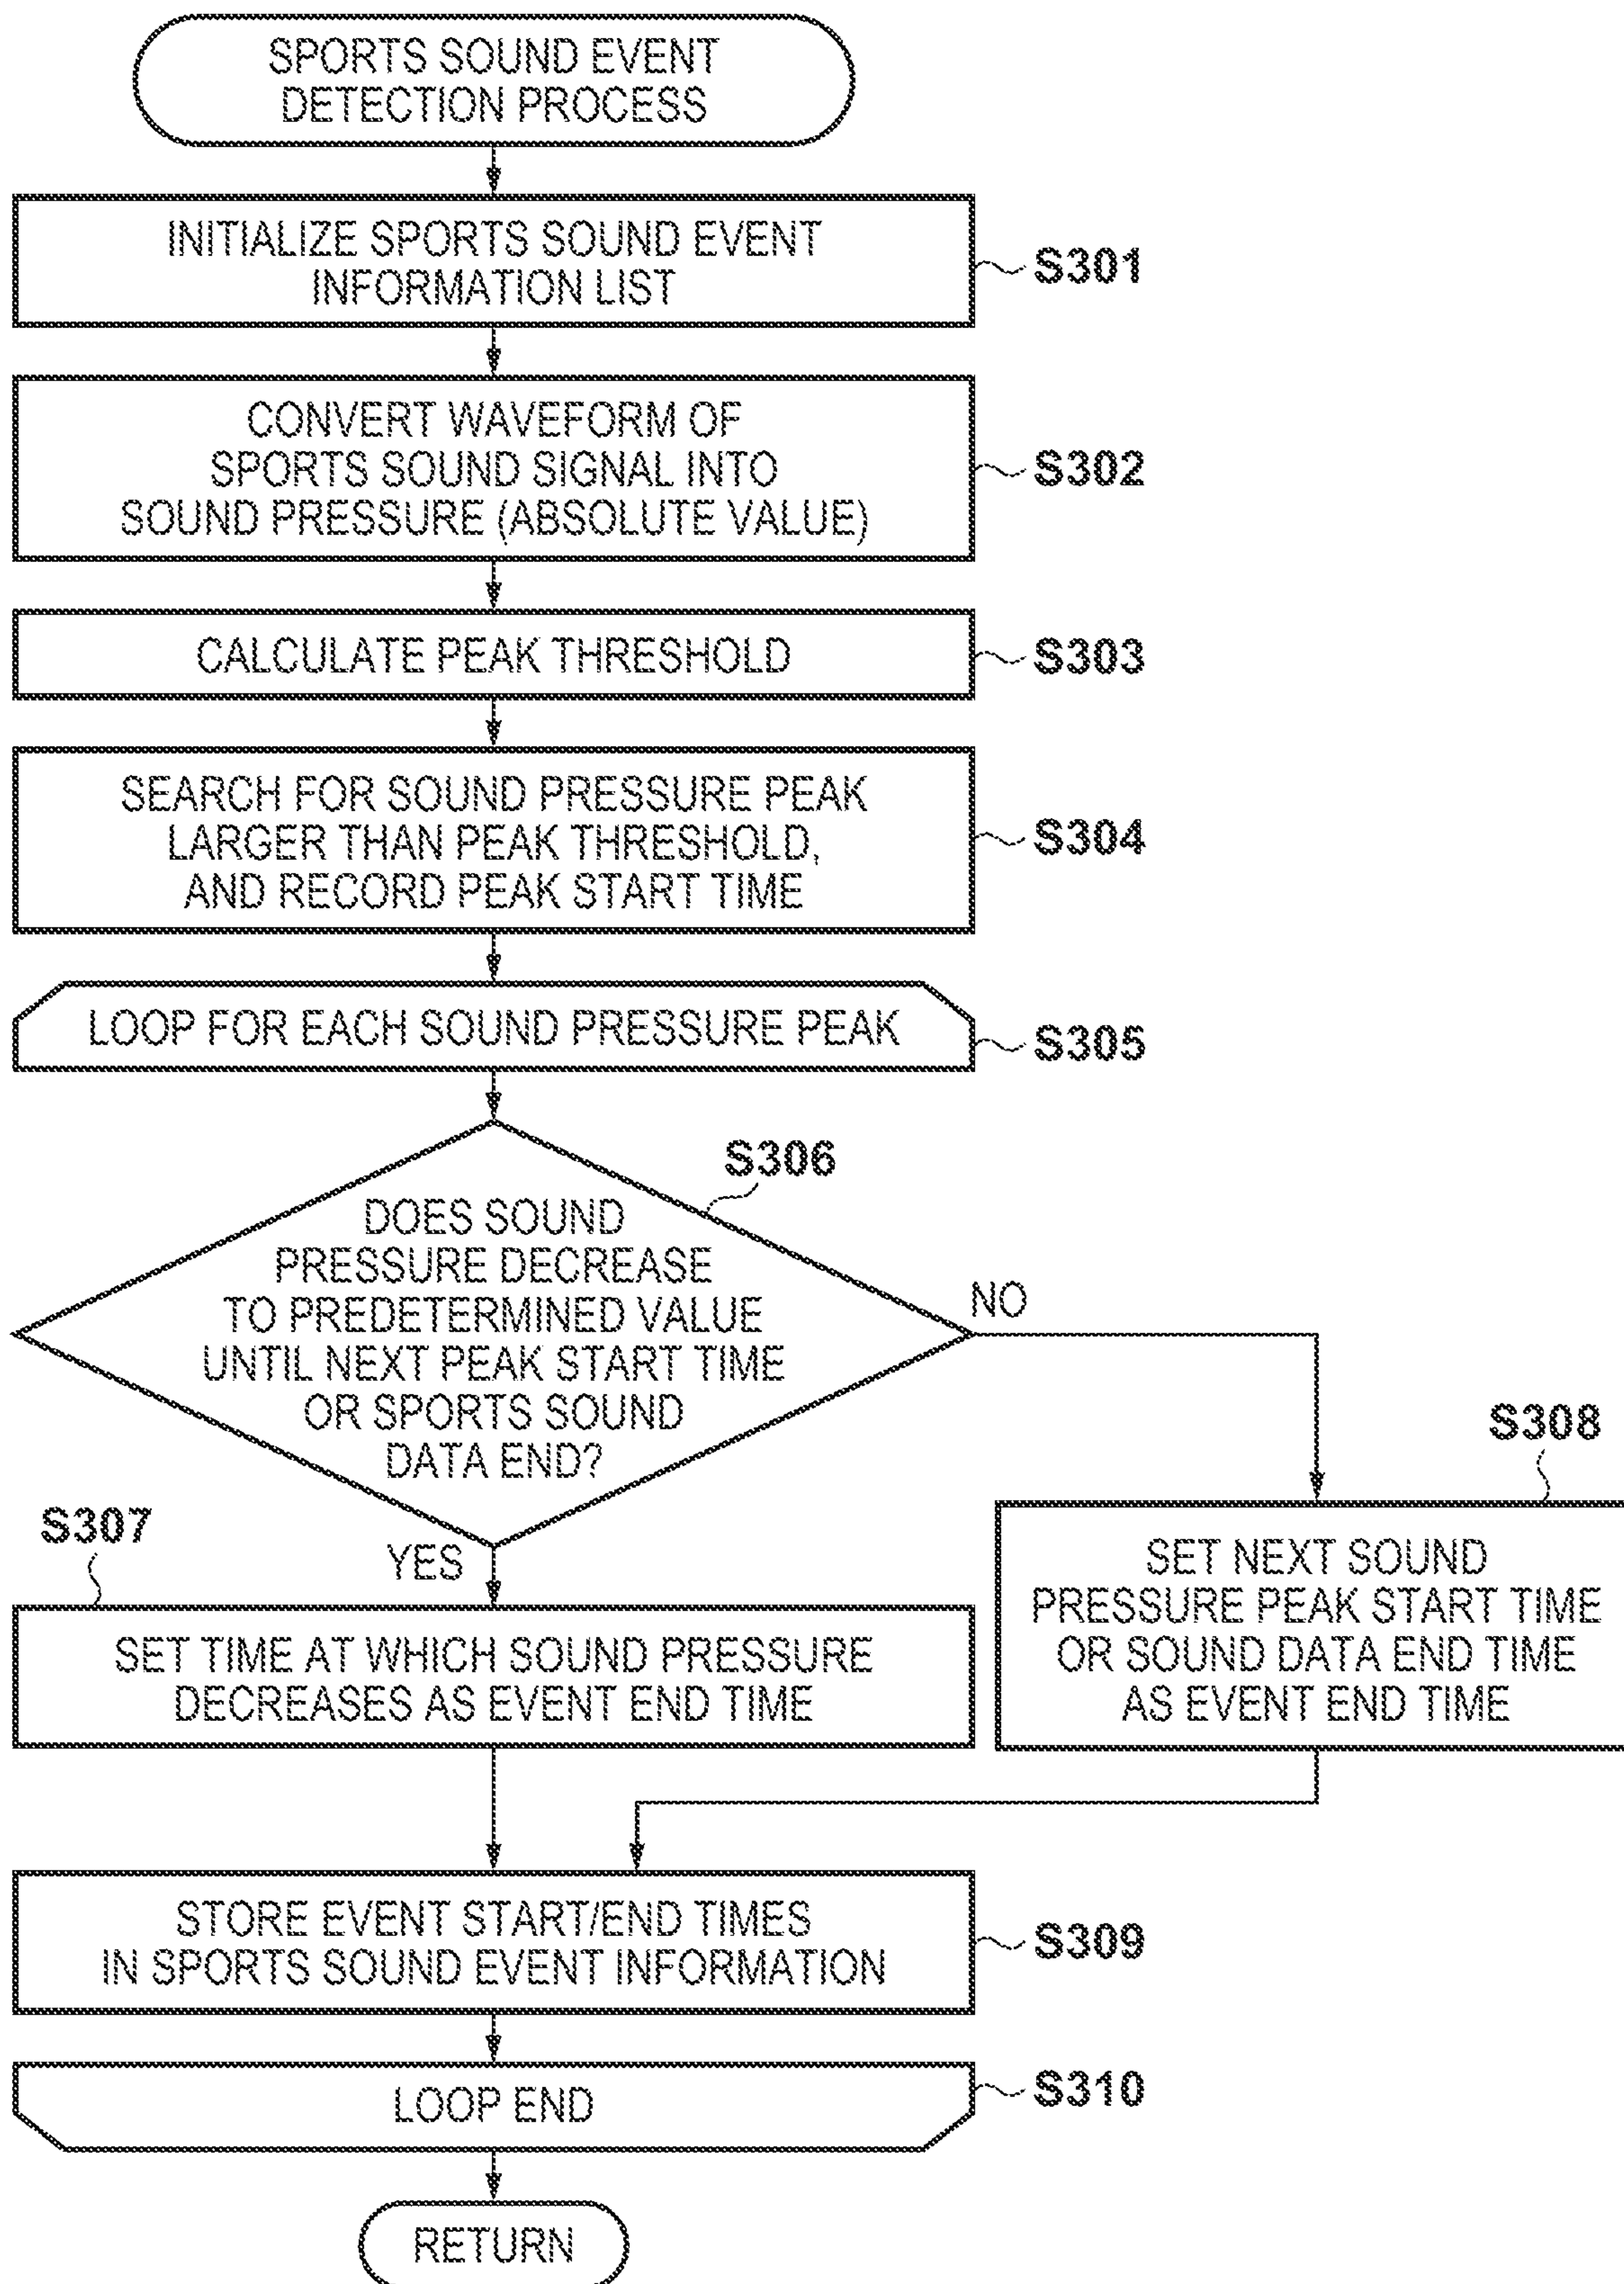 SPORTS SOUND EVENT
DETECTION PROCESS
INITIALIZE SPORTS SOUND EVENT
INFORMATION LIST
S301
CONVERT WAVEFORM OF
SPORTS SOUND SIGNAL INTO
SOUND PRESSURE (ABSOLUTE VALUE)
S302
CALCULATE PEAK THRESHOLD
S303
SEARCH FOR SOUND PRESSURE PEAK
LARGER THAN PEAK THRESHOLD,
AND RECORD PEAK START TIME
S304
LOOP FOR EACH SOUND PRESSURE PEAK
S305
S306
DOES SOUND
PRESSURE DECREASE
TO PREDETERMINED VALUE
UNTIL NEXT PEAK START TIME
OR SPORTS SOUND
DATA END?
NO
YES
S307
SET TIME AT WHICH SOUND PRESSURE
DECREASES AS EVENT END TIME
S308
SET NEXT SOUND
PRESSURE PEAK START TIME
OR SOUND DATA END TIME
AS EVENT END TIME
STORE EVENT START/END TIMES
IN SPORTS SOUND EVENT INFORMATION
S309
LOOP END
S310
RETURN